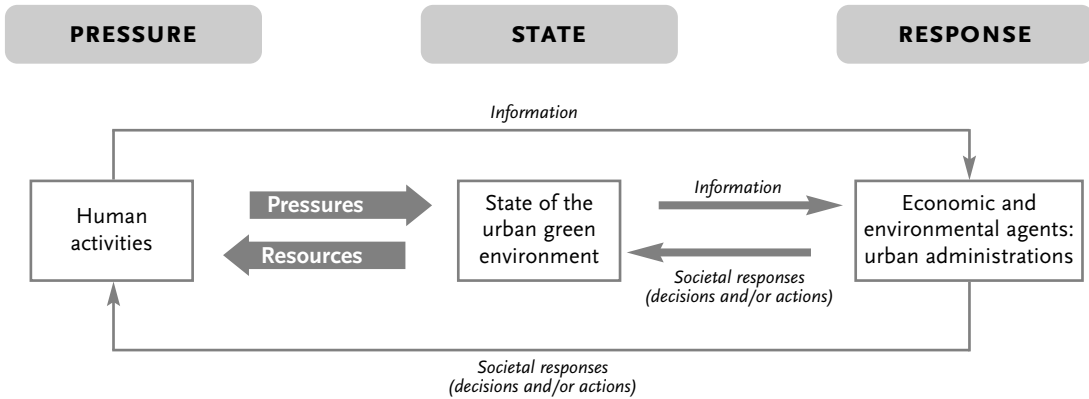 PRESSURE
STATE
RESPONSE
Information
Human
activities
Pressures
Resources
State of the
urban green
environment
Information
Societal responses
(decisions and/or actions)
Economic and
environmental agents:
urban administrations
Societal responses
(decisions and/or actions)